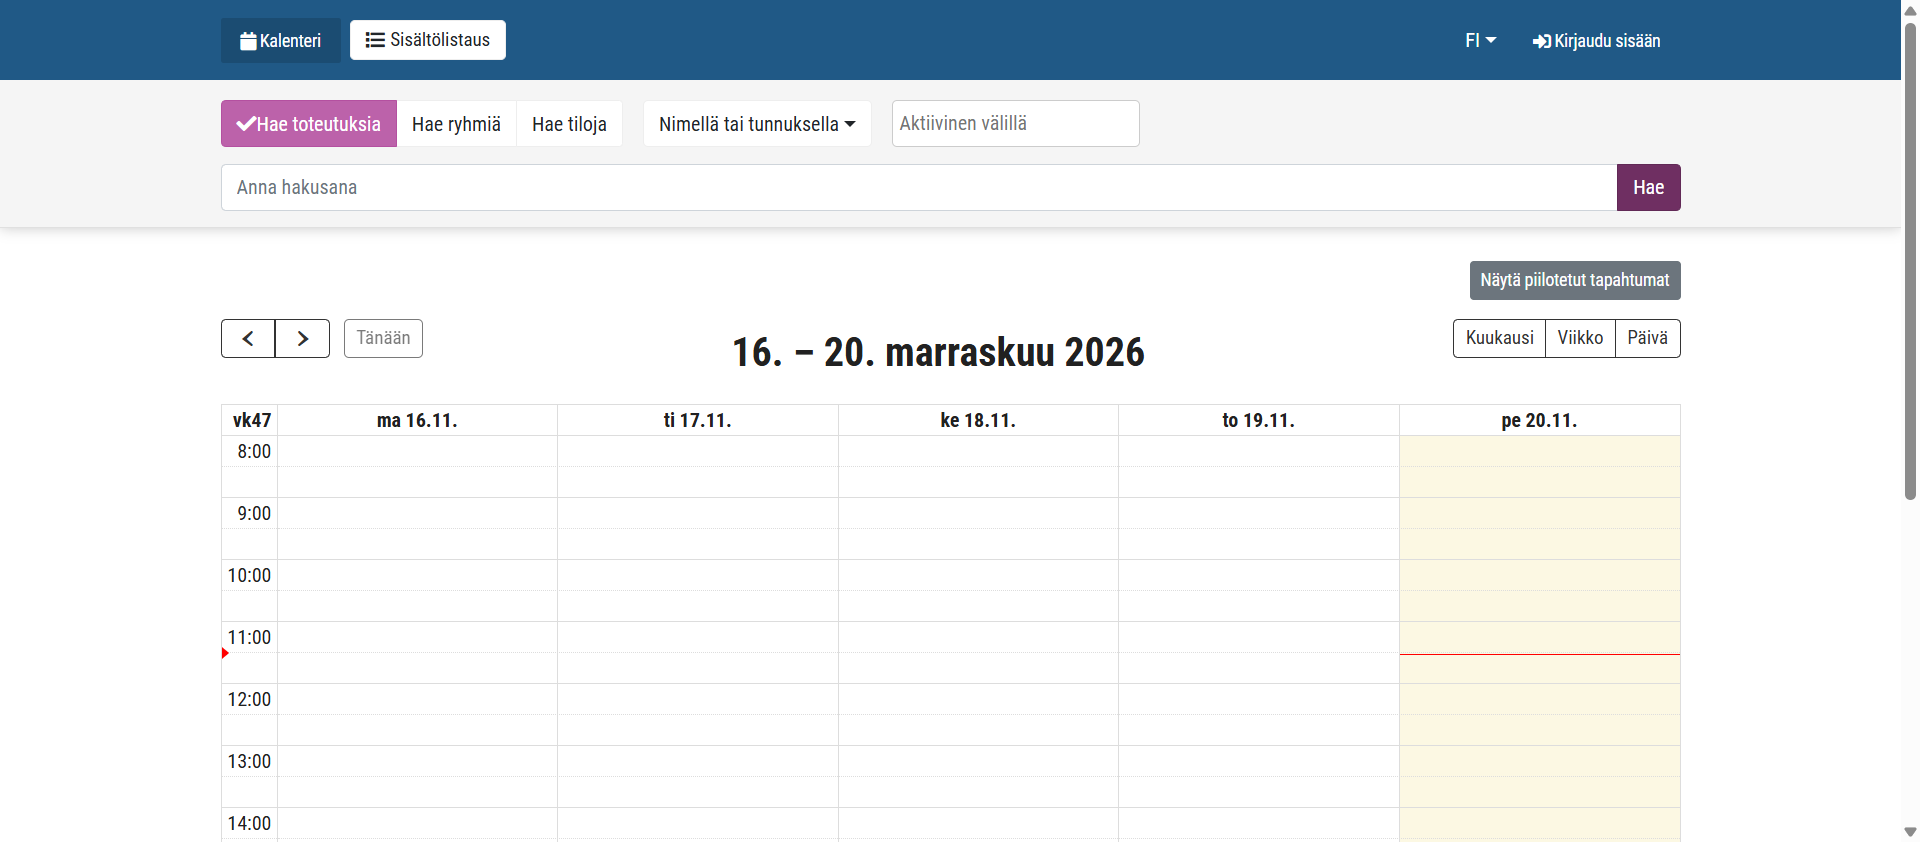 Kalenteri Sisältölistaus FI Kirjaudu sisään
Hae toteutuksia Hae ryhmiä Hae tiloja Nimellä tai tunnuksella Aktiivinen välillä
Anna hakusana Hae
Näytä piilotetut tapahtumat
Tänään 16. – 20. marraskuu 2026 Kuukausi Viikko Päivä
vk47 ma 16.11. ti 17.11. ke 18.11. to 19.11. pe 20.11.
8:00
9:00
10:00
11:00
12:00
13:00
14:00